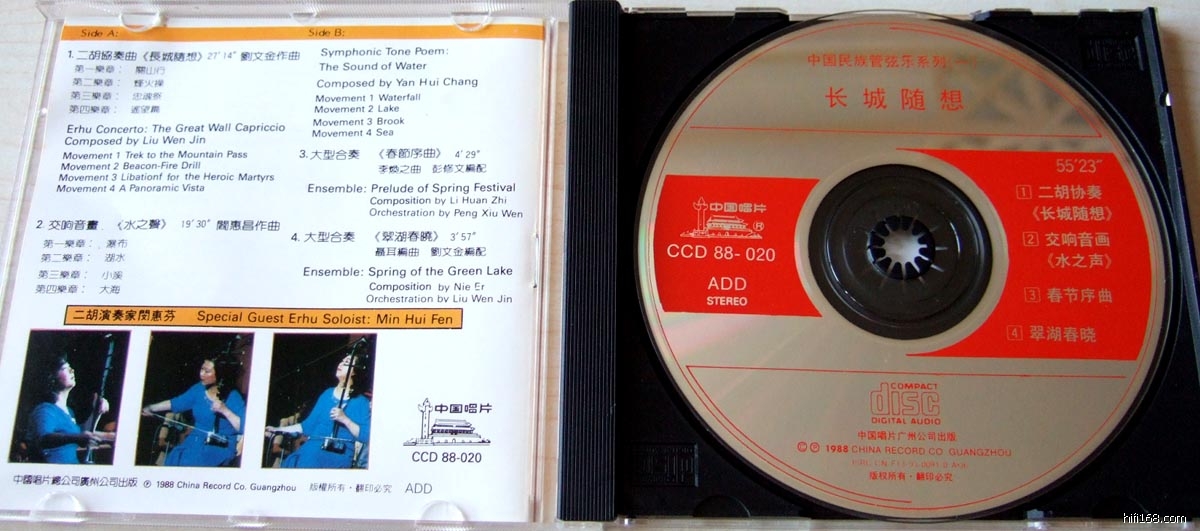 Side A:
1. 二胡協奏曲《長城隨想》27'14" 劉文金作曲
第一樂章： 關山行
第二樂章： 烽火操
第三樂章： 忠魂祭
第四樂章： 遙望篇
Erhu Concerto: The Great Wall Capriccio
Composed by Liu Wen Jin
Movement 1 Trek to the Mountain Pass
Movement 2 Beacon-Fire Drill
Movement 3 Libationf for the Heroic Martyrs
Movement 4 A Panoramic Vista
2. 交响音畫 《水之聲》 19'30" 閻惠昌作曲
第一樂章： 瀑布
第二樂章： 湖水
第三樂章： 小溪
第四樂章： 大海
Side B:
Symphonic Tone Poem:
The Sound of Water
Composed by Yan Hui Chang
Movement 1 Waterfall
Movement 2 Lake
Movement 3 Brook
Movement 4 Sea
3. 大型合奏 《春節序曲》 4'29"
李煥之曲 彭修文編配
Ensemble: Prelude of Spring Festival
Composition by Li Huan Zhi
Orchestration by Peng Xiu Wen
4. 大型合奏 《翠湖春曉》 3'57"
聶耳編曲 劉文金編配
Ensemble: Spring of the Green Lake
Composition by Nie Er
Orchestration by Liu Wen Jin
二胡演奏家閔惠芬 Special Guest Erhu Soloist: Min Hui Fen
中国唱片
CCD 88-020
中國唱片總公司廣州公司出版 ℗ 1988 China Record Co. Guangzhou 版權所有·翻印必究 ADD
中国民族管弦乐系列(一)
长城随想
中国唱片
®
CCD 88-020
ADD
STEREO
55'23"
1 二胡协奏
《长城随想》
2 交响音画
《水之声》
3 春节序曲
4 翠湖春晓
COMPACT
disc
DIGITAL AUDIO
中国唱片广州公司出版
© ℗ 1988 CHINA RECORD CO. GUANGZHOU
版权所有·翻印必究
hifi168.com